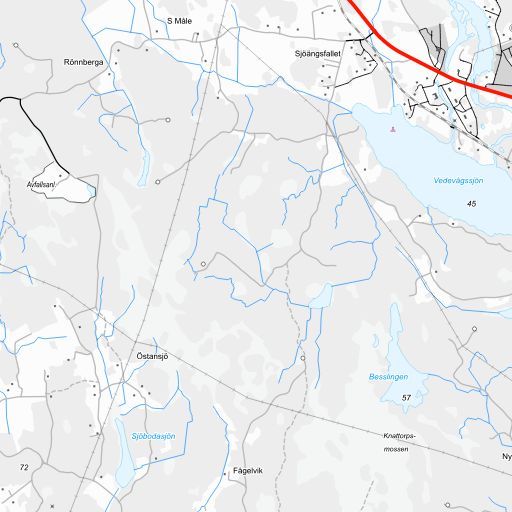 S Måle
Sjöängsfallet
Rönnberga
Avfallsanl.
Vedevågssjön
45
Östansjö
Besslingen
57
Sjöbodasjön
Knattorps-
mossen
72
Fågelvik
Ny